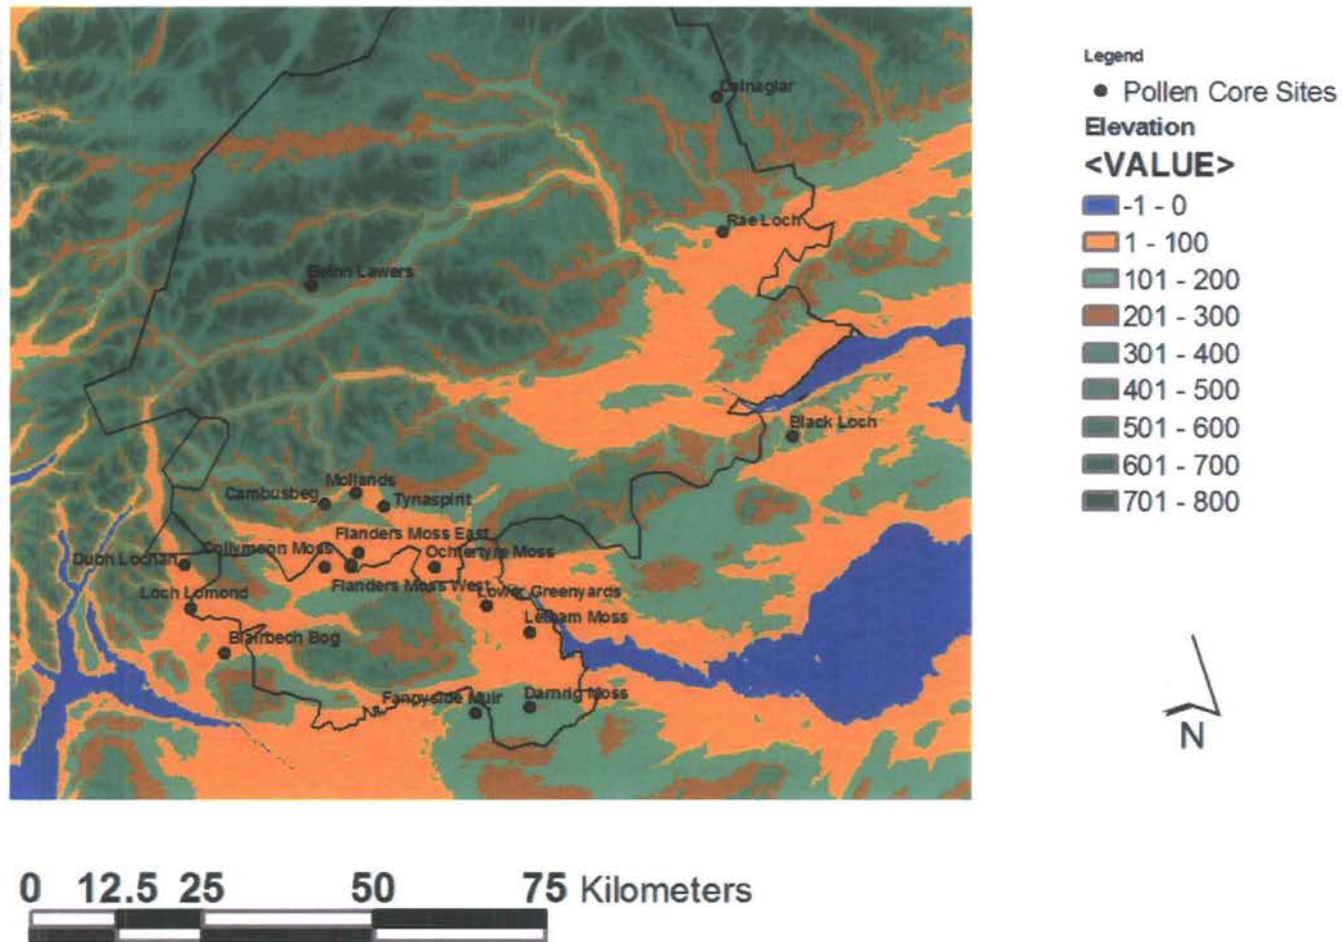 Legend
Pollen Core Sites
Elevation
<VALUE>
-1 - 0
1 - 100
101 - 200
201 - 300
301 - 400
401 - 500
501 - 600
601 - 700
701 - 800
Dalnaglar
Rae Loch
Beinn Lawers
Black Loch
Mollands
Cambusbeg
Tynaspirit
Flanders Moss East
Collymoon Moss
Ochtertyre Moss
Dubh Lochan
Flanders Moss West
Lower Greenyards
Loch Lomond
Letham Moss
Blairbech Bog
Fannyside Muir
Darnrig Moss
N
0 12.5 25 50 75 Kilometers